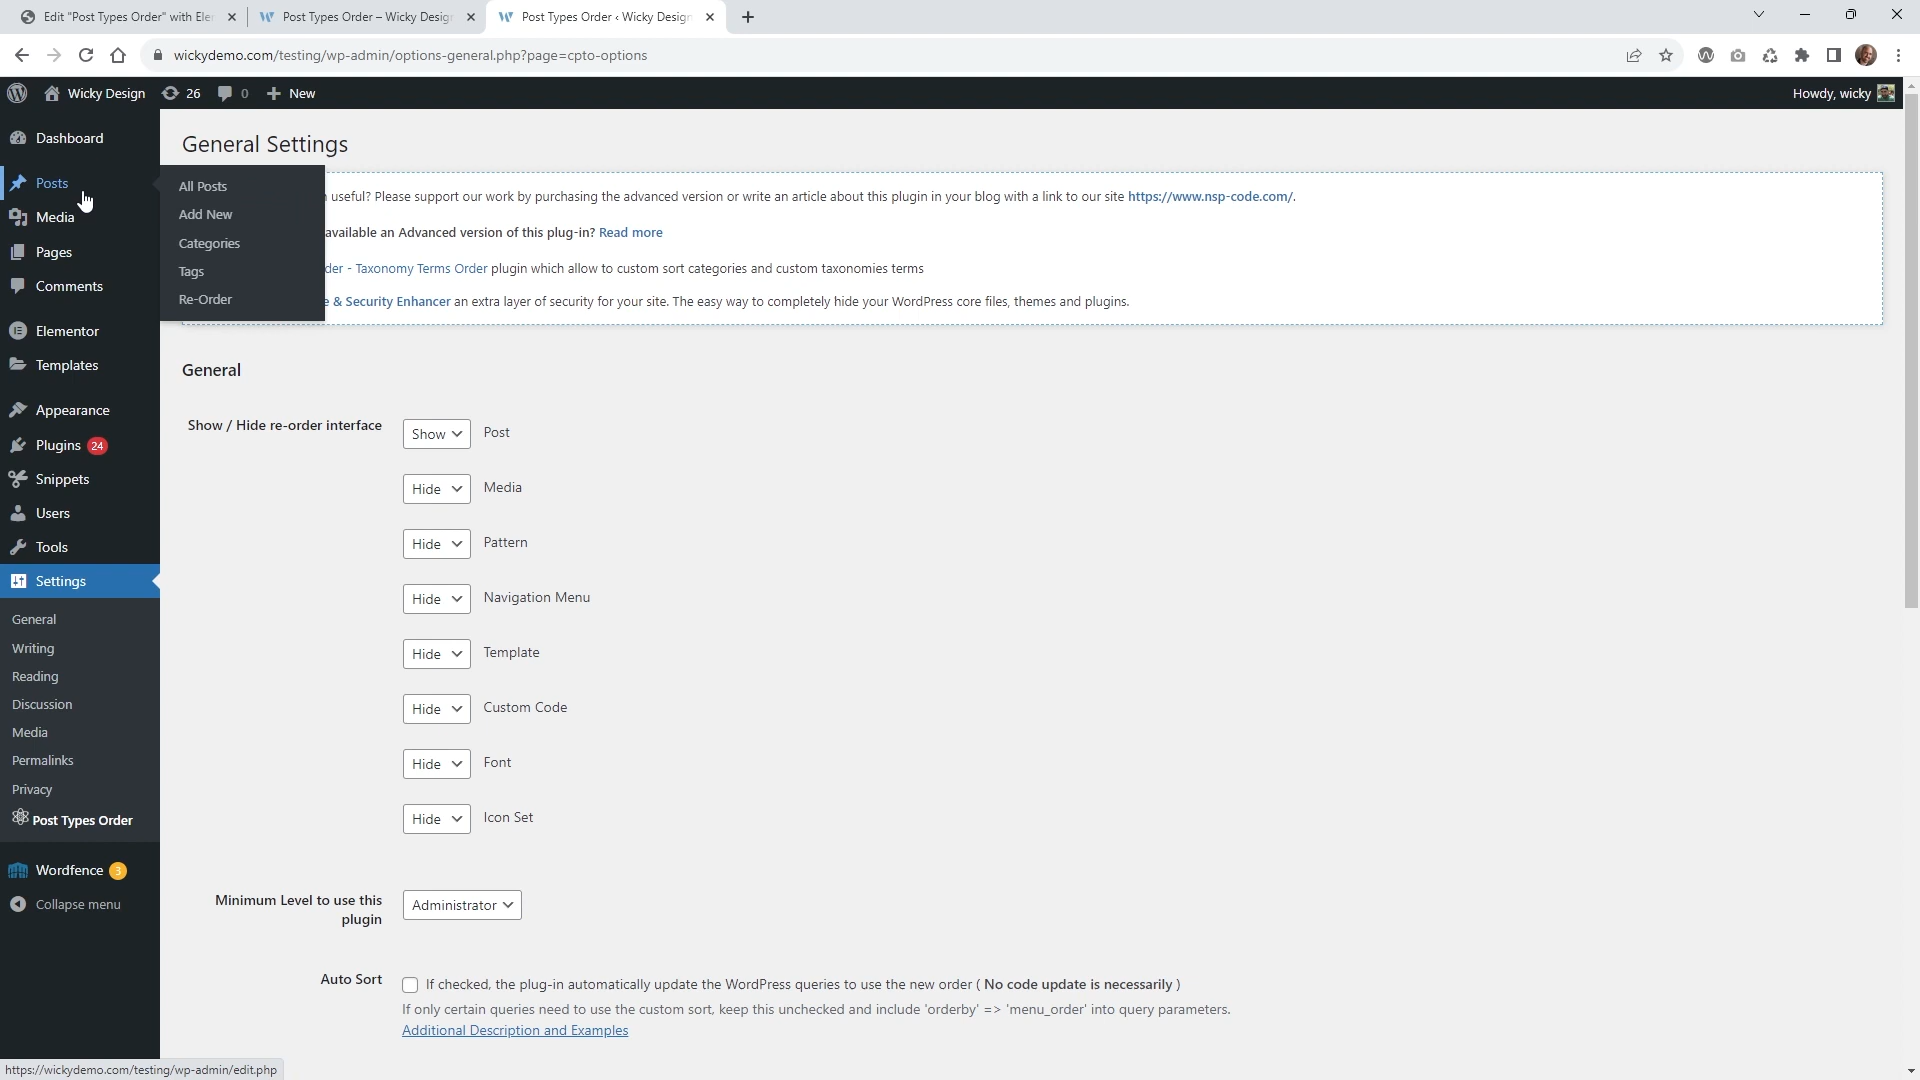 Edit "Post Types Order" with Ele
Post Types Order – Wicky Desig
Post Types Order ‹ Wicky Design
wickydemo.com/testing/wp-admin/options-general.php?page=cpto-options
Wicky Design
26
0
New
Howdy, wicky
Dashboard
Posts
Media
Pages
Comments
Elementor
Templates
Appearance
Plugins 24
Snippets
Users
Tools
Settings
General
Writing
Reading
Discussion
Media
Permalinks
Privacy
Post Types Order
Wordfence 3
Collapse menu
All Posts
Add New
Categories
Tags
Re-Order
General Settings
useful? Please support our work by purchasing the advanced version or write an article about this plugin in your blog with a link to our site https://www.nsp-code.com/.
available an Advanced version of this plug-in? Read more
der - Taxonomy Terms Order plugin which allow to custom sort categories and custom taxonomies terms
e & Security Enhancer an extra layer of security for your site. The easy way to completely hide your WordPress core files, themes and plugins.
General
Show / Hide re-order interface
Show Post
Hide Media
Hide Pattern
Hide Navigation Menu
Hide Template
Hide Custom Code
Hide Font
Hide Icon Set
Minimum Level to use this
plugin
Administrator
Auto Sort
If checked, the plug-in automatically update the WordPress queries to use the new order ( No code update is necessarily )
If only certain queries need to use the custom sort, keep this unchecked and include 'orderby' => 'menu_order' into query parameters.
Additional Description and Examples
https://wickydemo.com/testing/wp-admin/edit.php